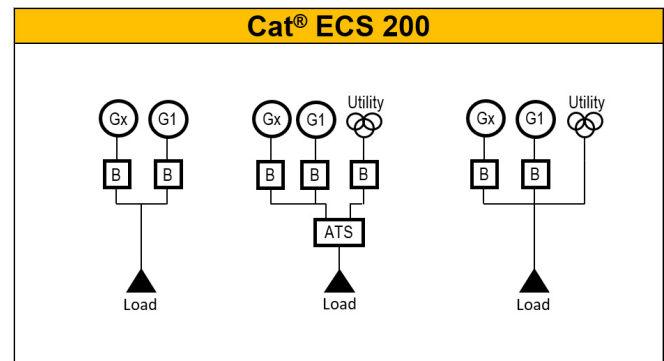 Cat® ECS 200
Gx G1
B B
Load
Gx G1 Utility
B B B
ATS
Load
Gx G1 Utility
B B
Load